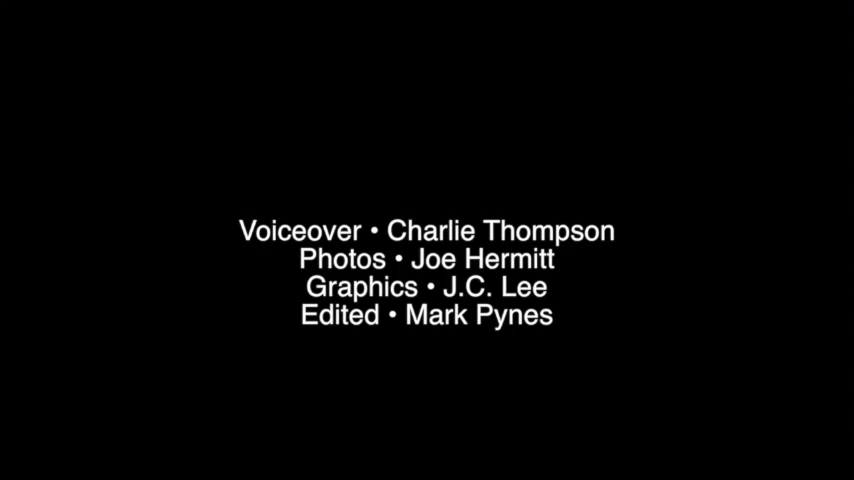 Voiceover • Charlie Thompson
Photos • Joe Hermitt
Graphics • J.C. Lee
Edited • Mark Pynes